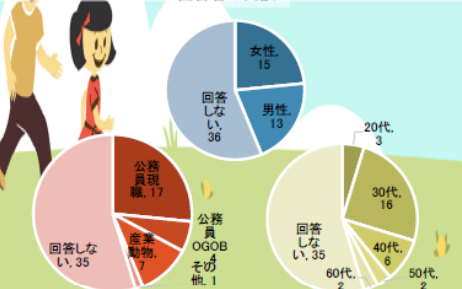 女性,
15
男性,
13
回答
しな
い,
36
公務
員現
職, 17
公務
員
OGOB
4
産業
動物,
7
その
他, 1
回答しな
い, 35
20代,
3
30代,
16
40代,
6
50代,
2
60代,
2
回答
しな
い, 35